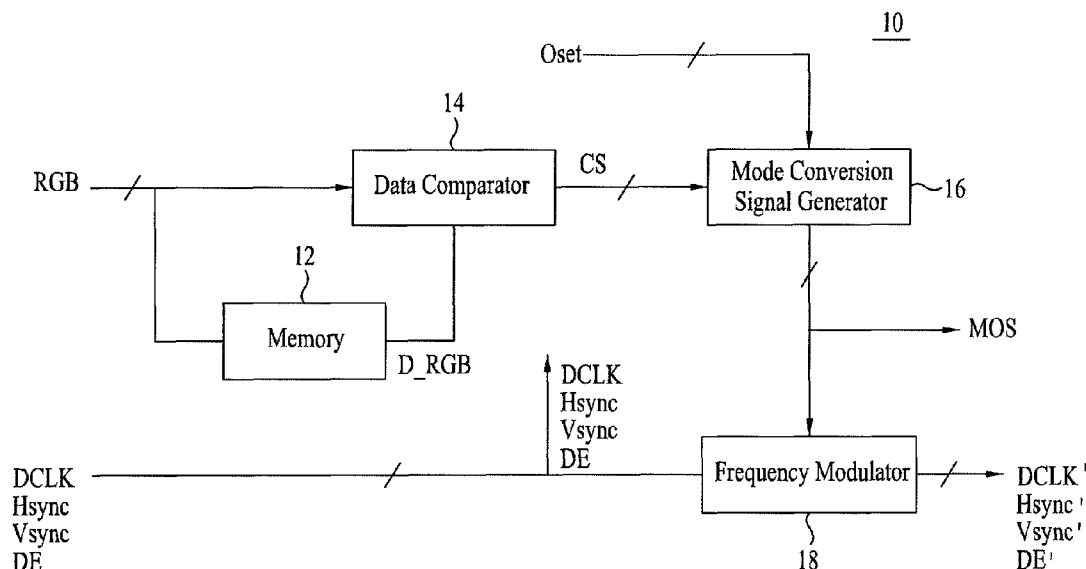 10
Oset
14
RGB
Data Comparator
CS
Mode Conversion
Signal Generator
16
12
Memory
D_RGB
MOS
DCLK
Hsync
Vsync
DE
DCLK
Hsync
Vsync
DE
Frequency Modulator
18
DCLK'
Hsync'
Vsync'
DE'